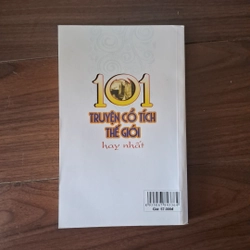 101
TRUYỆN CỔ TÍCH
THẾ GIỚI
hay nhất